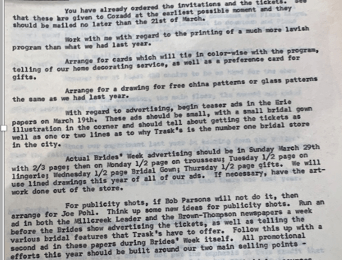 You have already ordered the invitations and the tickets. See
that these are given to Cozad at the earliest possible moment and they
should be mailed no later than the 21st of March.
Work with me with regard to the printing of a much more lavish
program than what we had last year.
Arrange for cards which will tie in color-wise with the program,
telling of our home decorating service, as well as a preference card for
gifts.
Arrange for a drawing for free china patterns or glass patterns
the same as we had last year.
With regard to advertising, begin teaser ads in the Erie
papers on March 19th. These ads should be small, with a small bridal gown
illustration in the corner and should tell about getting the tickets as
well as one or two lines as to why Trask's is the number one bridal store
in the city.
Actual Brides' Week advertising should be in Sunday March 29th
with 2/3 page; then on Monday 1/2 page on trousseau; Tuesday 1/2 page on
lingerie; Wednesday 1/2 page Bridal Gown; Thursday 1/2 page gifts. We will
use lined drawings this year of all of our ads. If necessary, have the art-
work done out of the store.
For publicity shots, if Bob Parsons will not do it, then
arrange for Joe Pohl. Think up some new ideas for publicity shots. Run an
ad in both the Millcreek Leader and the Brown-Thompson newspapers a week
before the Brides Show advertising the tickets, as well as telling the
various bridal features that Trask's have to offer. Follow this up with a
second ad in these papers during Brides' Week itself. All promotional
efforts this year should be built around our two main selling points -